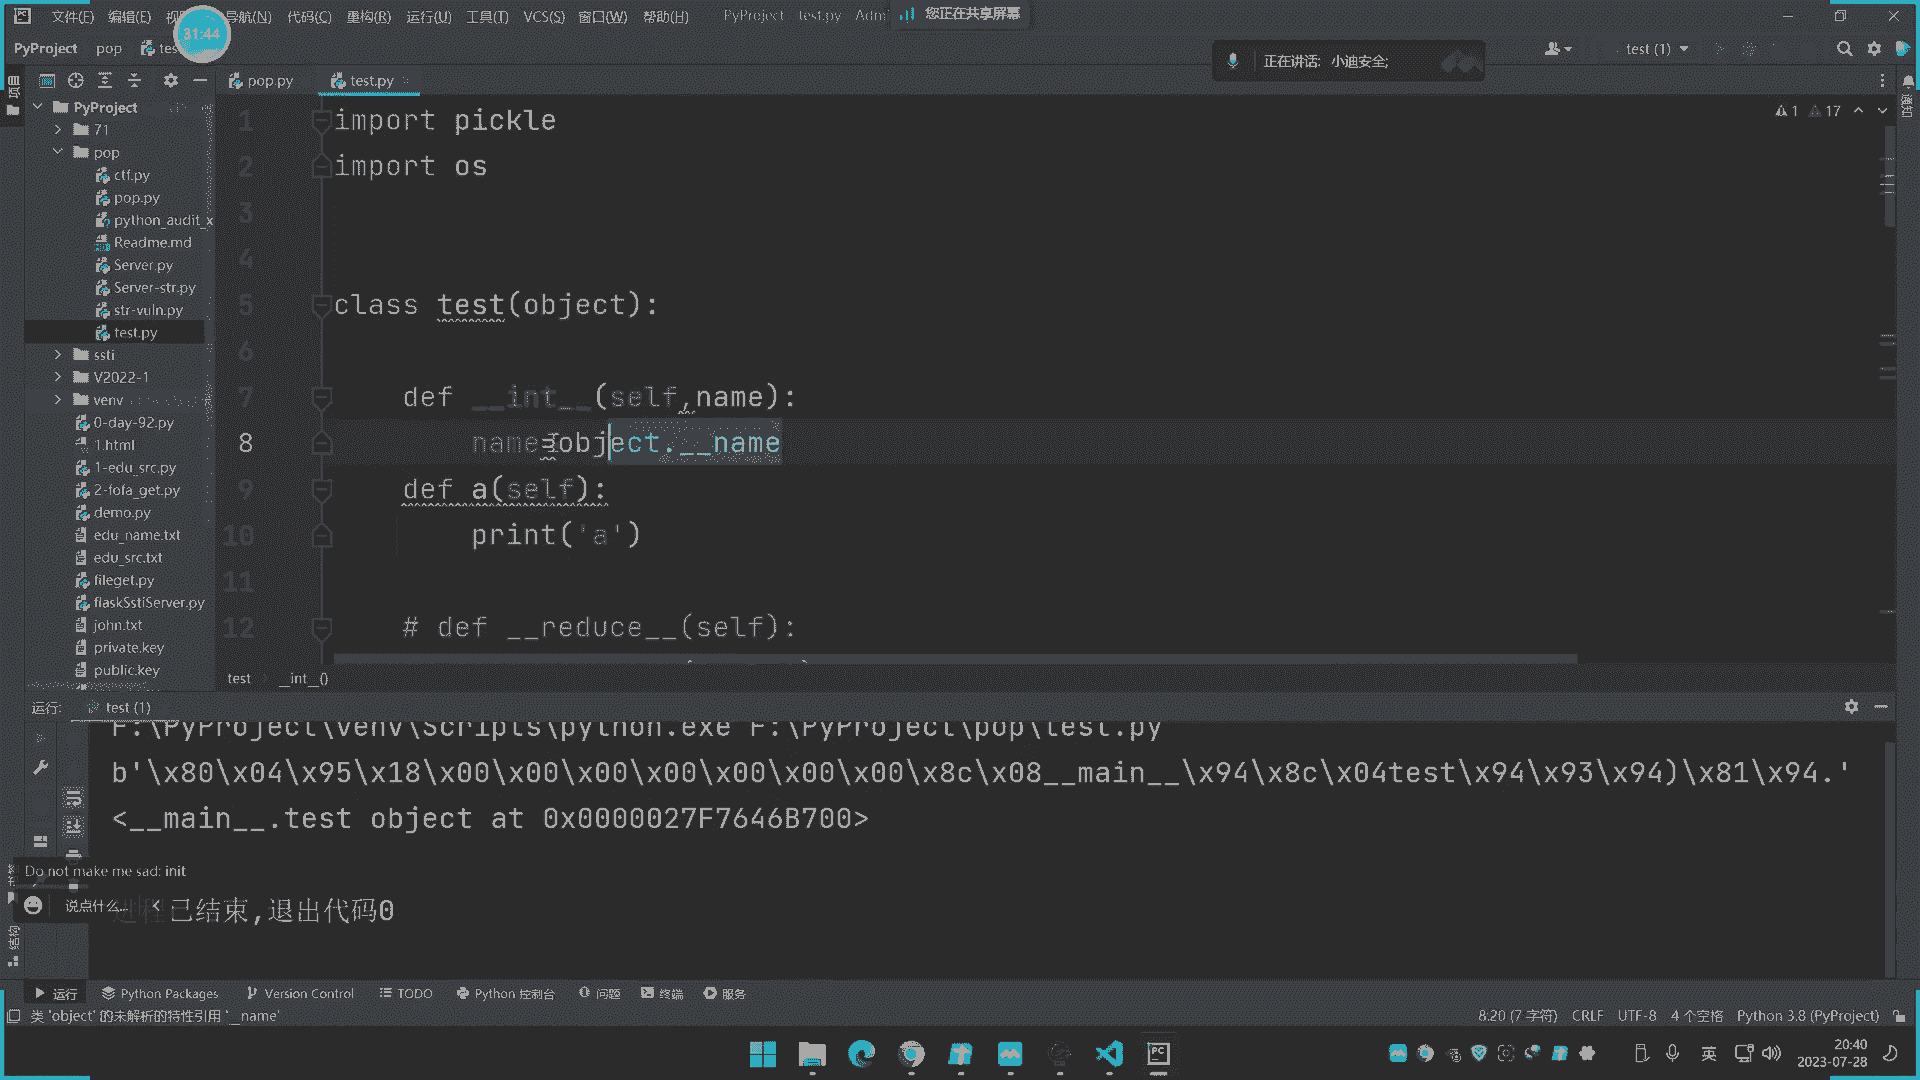 文件(E) 编辑(E) 导航(N) 代码(C) 重构(R) 运行(U) 工具(T) VCS(S) 窗口(W) 帮助(H) PyProject test.py 您正在共享屏幕
31:44
PyProject pop
test (1)
正在讲话: 小迪安全;
pop.py test.py
PyProject
71
pop
ctf.py
pop.py
python_audit_x
Readme.md
Server.py
Server-str.py
str-vuln.py
test.py
ssti
V2022-1
venv
0-day-92.py
1.html
1-edu_src.py
2-fofa_get.py
demo.py
edu_name.txt
edu_src.txt
fileget.py
flaskSstiServer.py
john.txt
private.key
public.key
1 17
1 import pickle
2 import os
3
4
5 class test(object):
6
7 def __int__(self,name):
8 name=object.__name
9 def a(self):
10 print('a')
11
12 # def __reduce__(self):
test __int__()
运行: test (1)
F:\PyProject\venv\Scripts\python.exe F:\PyProject\pop\test.py
b'\x80\x04\x95\x18\x00\x00\x00\x00\x00\x00\x00\x8c\x08__main__\x94\x8c\x04test\x94\x93\x94)\x81\x94.'
<__main__.test object at 0x0000027F7646B700>
Do not make me sad: init
说点什么...
进程已结束,退出代码0
运行 Python Packages Version Control TODO Python 控制台 问题 终端 服务
类 'object' 的未解析的特性引用 '__name'
8:20 (7 字符) CRLF UTF-8 4 个空格 Python 3.8 (PyProject)
英
20:40
2023-07-28